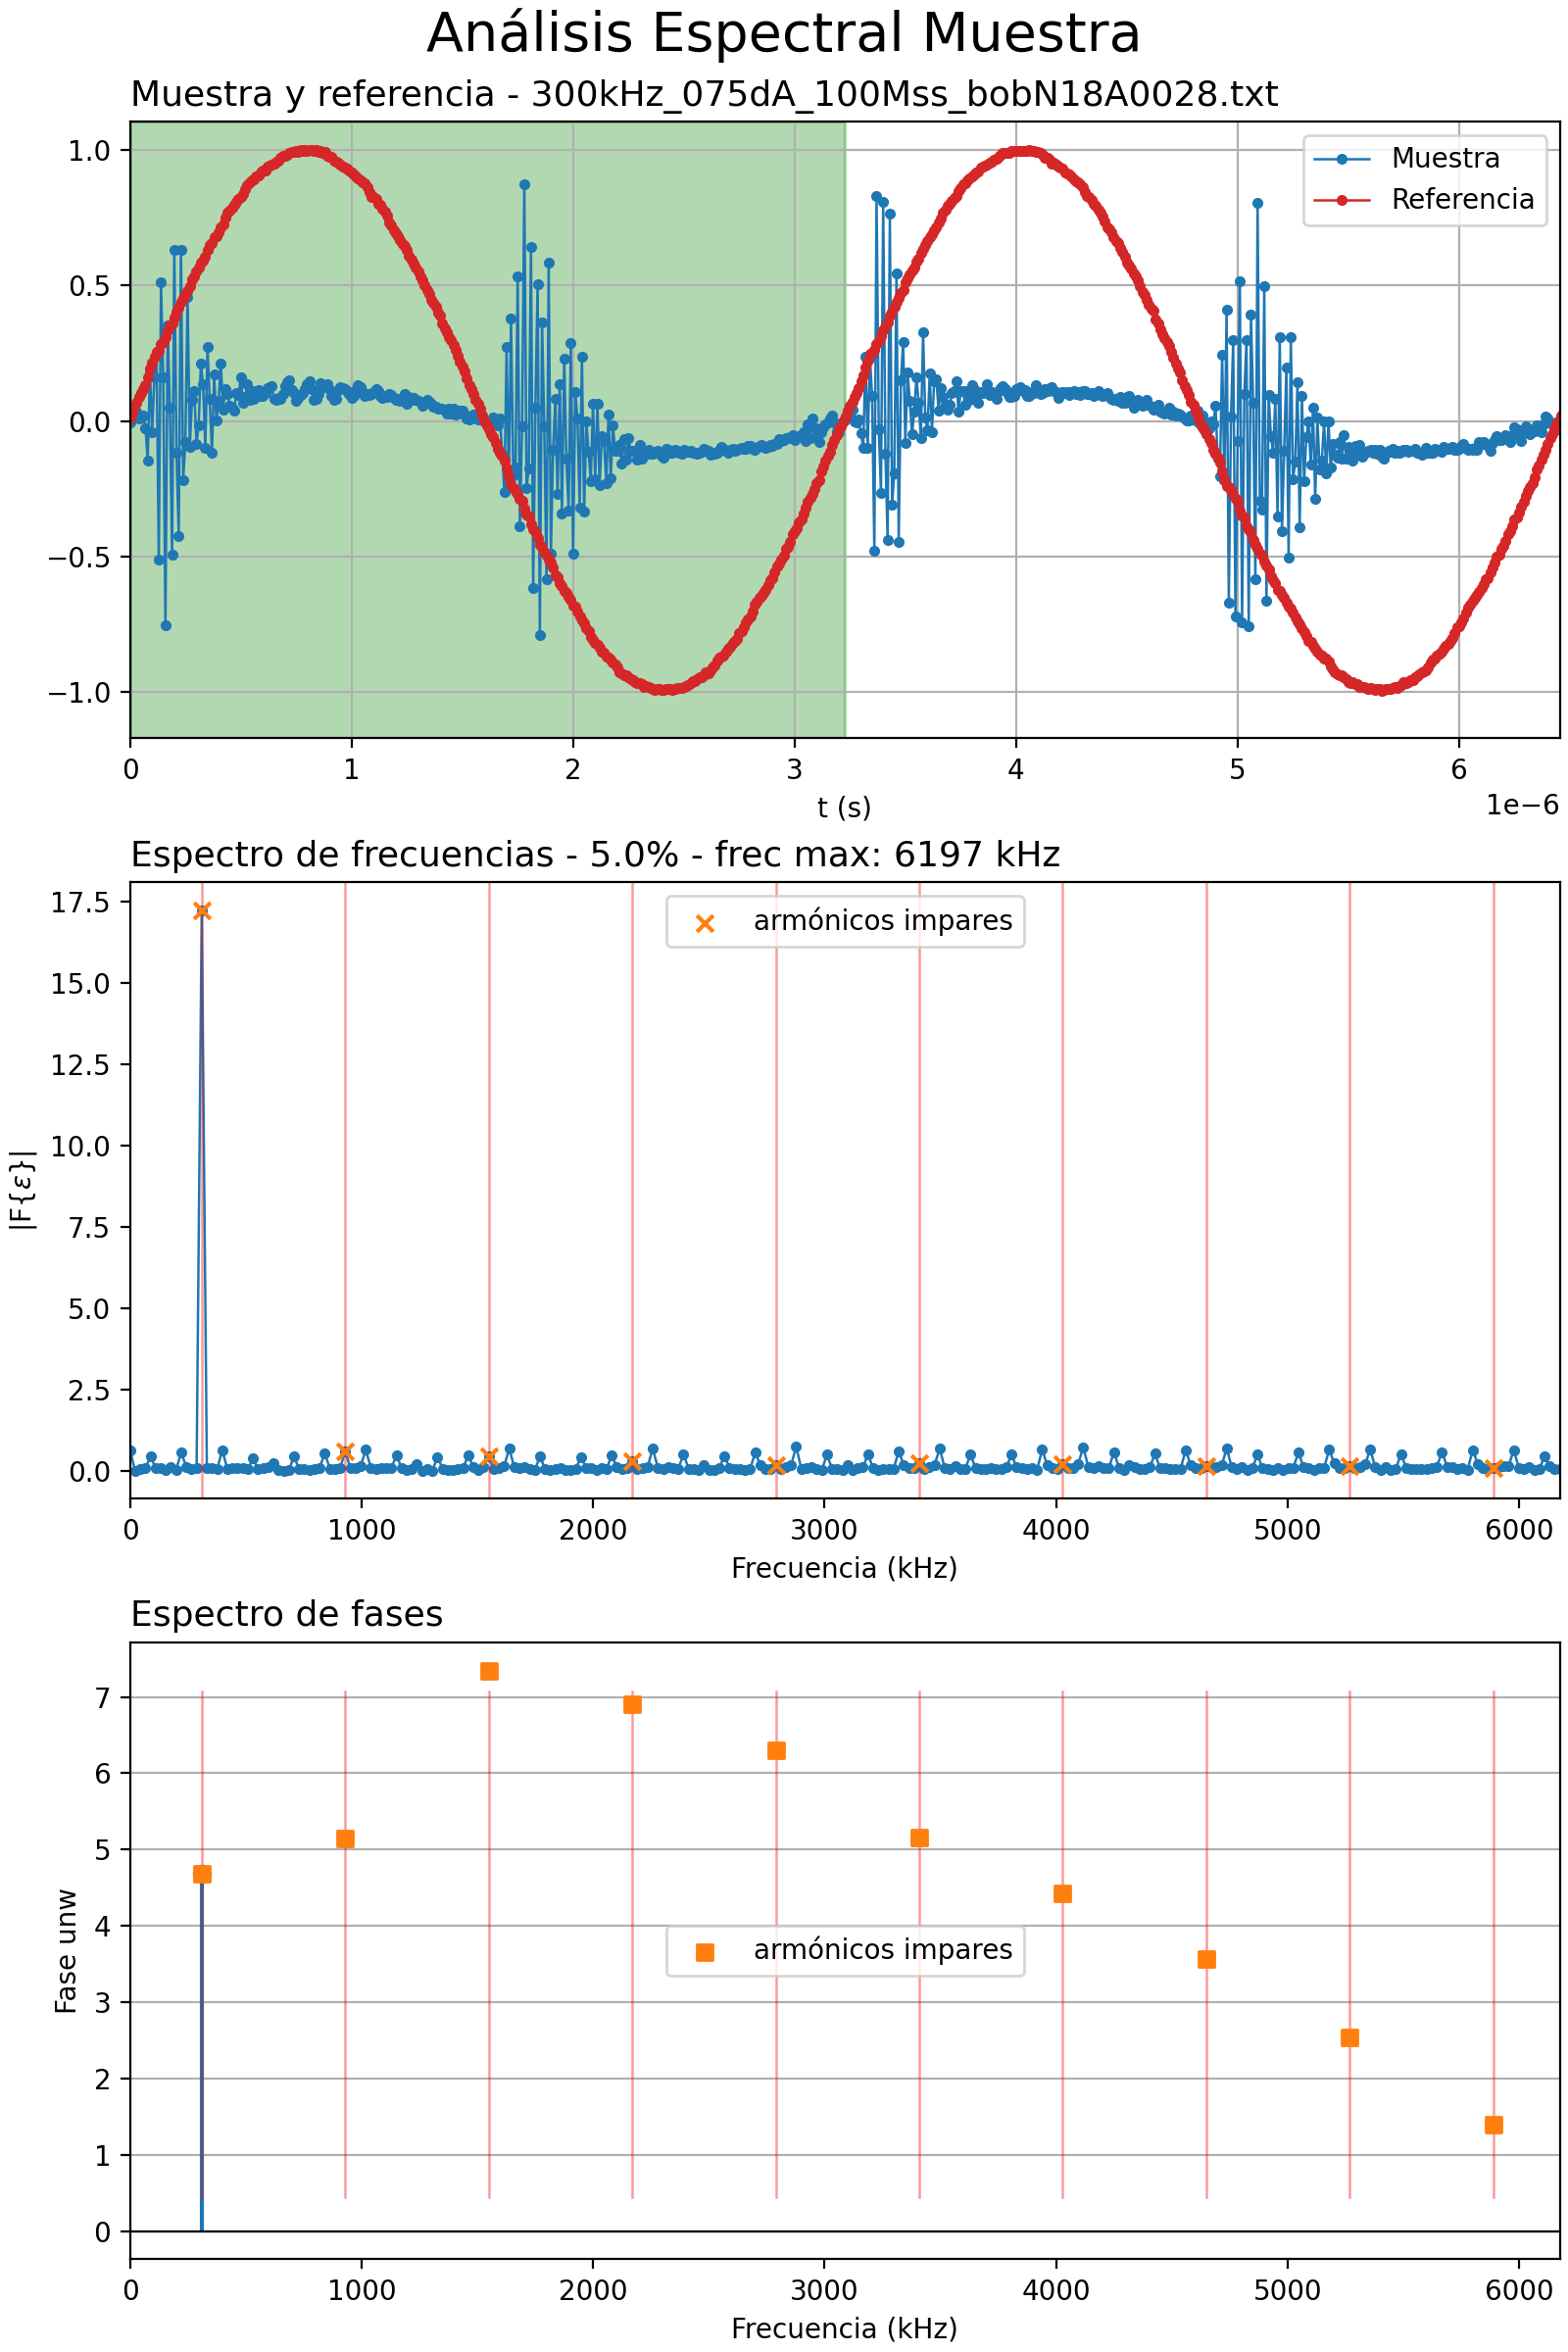 Análisis Espectral Muestra
Muestra y referencia - 300kHz_075dA_100Mss_bobN18A0028.txt
1.0
0.5
0.0
−0.5
−1.0
Muestra
Referencia
0 1 2 3 4 5 6
1e−6
t (s)
Espectro de frecuencias - 5.0% - frec max: 6197 kHz
17.5
15.0
12.5
10.0
7.5
5.0
2.5
0.0
|F{ε}|
armónicos impares
0 1000 2000 3000 4000 5000 6000
Frecuencia (kHz)
Espectro de fases
7
6
5
4
3
2
1
0
Fase unw
armónicos impares
0 1000 2000 3000 4000 5000 6000
Frecuencia (kHz)